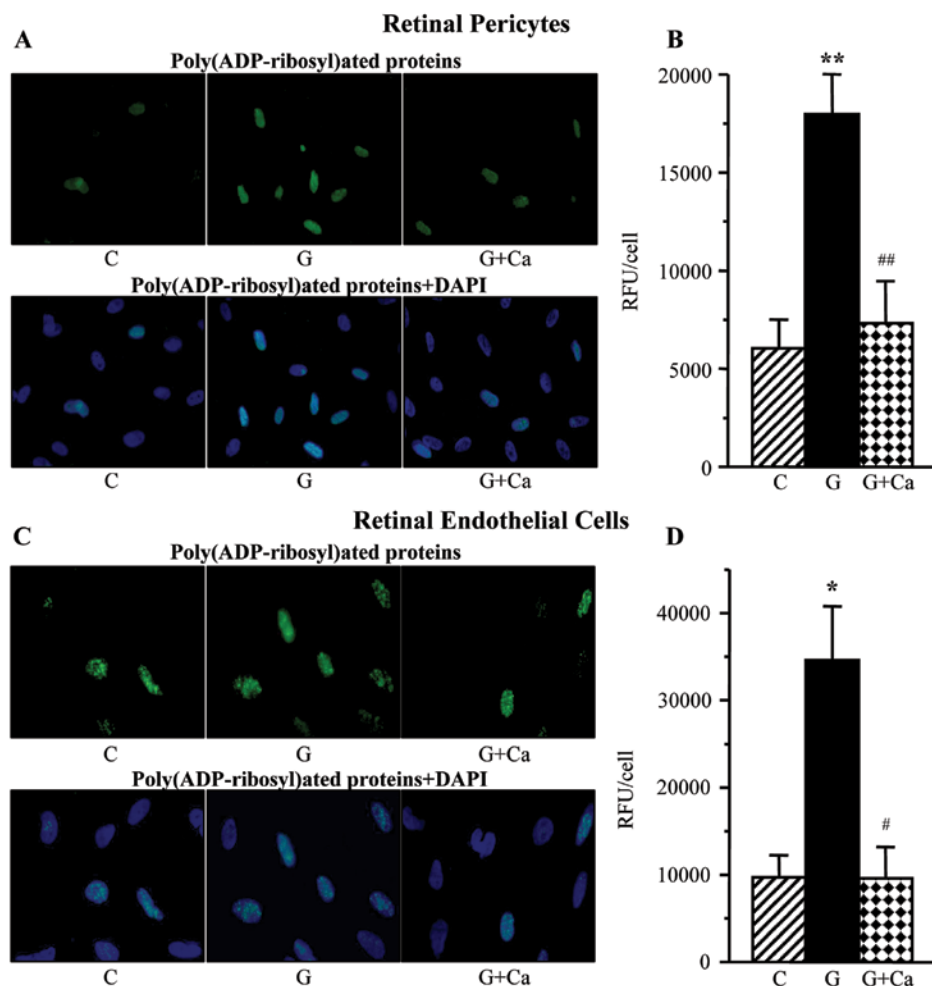 Retinal Pericytes
A
Poly(ADP-ribosyl)ated proteins
C G G+Ca
Poly(ADP-ribosyl)ated proteins+DAPI
C G G+Ca
B
RFU/cell
20000
15000
10000
5000
0
**
##
C G G+Ca
Retinal Endothelial Cells
C
Poly(ADP-ribosyl)ated proteins
C G G+Ca
Poly(ADP-ribosyl)ated proteins+DAPI
C G G+Ca
D
RFU/cell
40000
30000
20000
10000
0
*
#
C G G+Ca